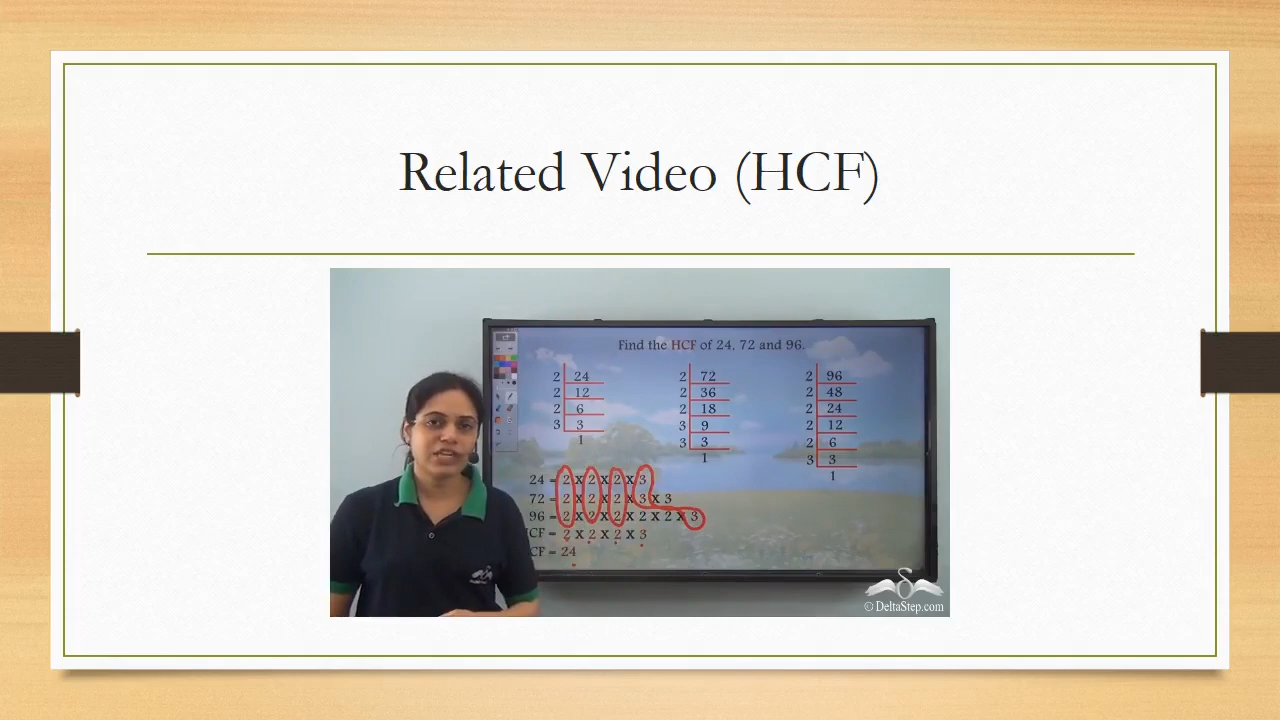 Related Video (HCF)
Find the HCF of 24, 72 and 96.
2 24
2 12
2 6
3 3
1
2 72
2 36
2 18
3 9
3 3
1
2 96
2 48
2 24
2 12
2 6
3 3
1
24 = 2 x 2 x 2 x 3
72 = 2 x 2 x 2 x 3 x 3
96 = 2 x 2 x 2 x 2 x 2 x 3
CF = 2 x 2 x 2 x 3
CF = 24
© DeltaStep.com